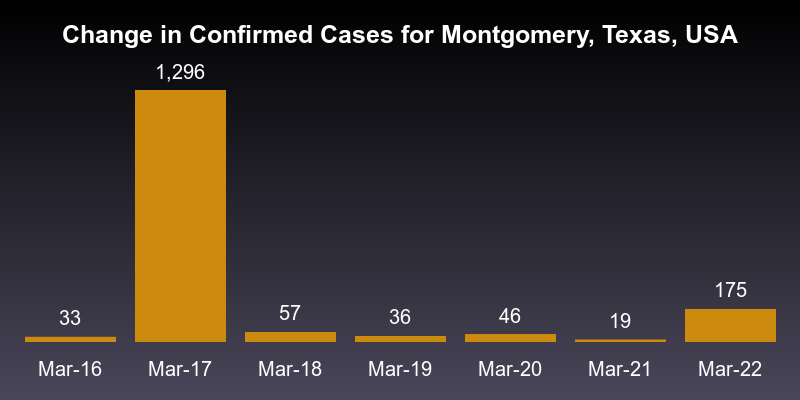 Change in Confirmed Cases for Montgomery, Texas, USA
1,296
33
57
36
46
19
175
Mar-16
Mar-17
Mar-18
Mar-19
Mar-20
Mar-21
Mar-22